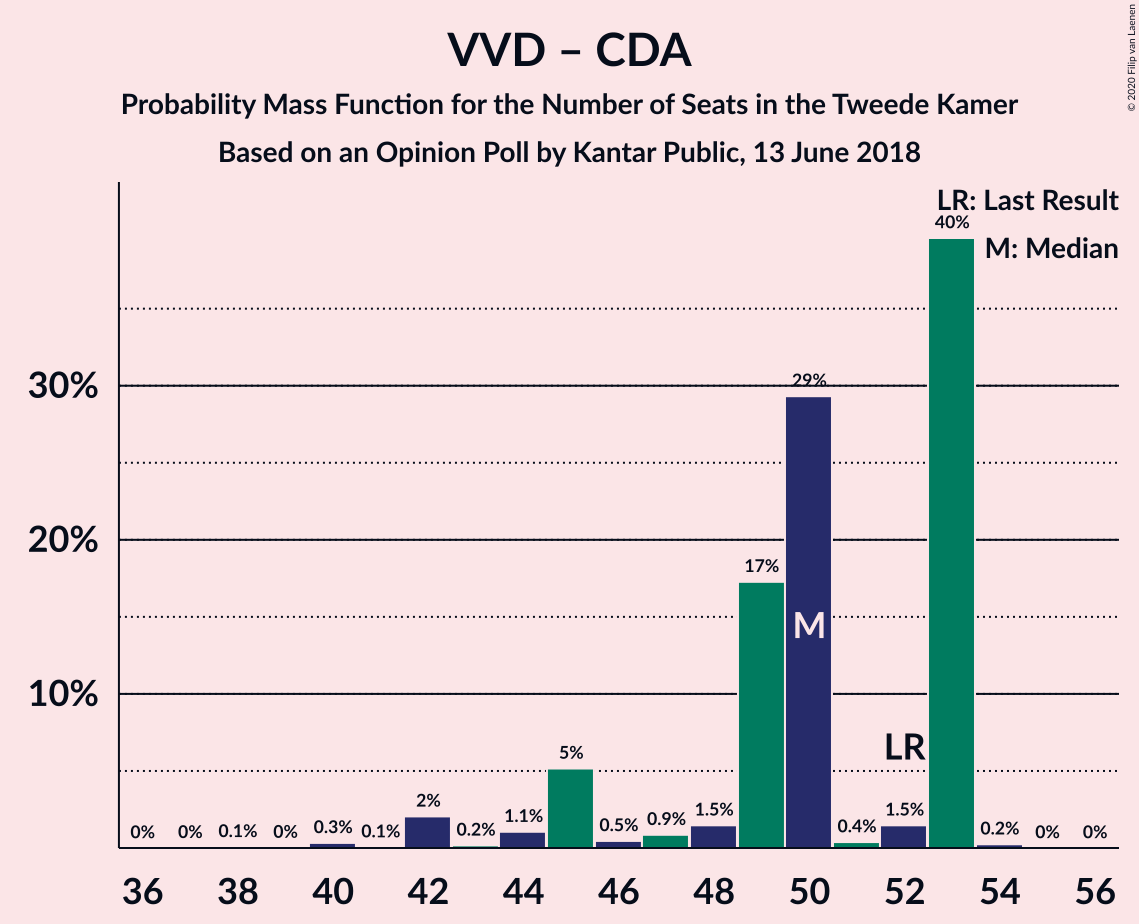 VVD – CDA
Probability Mass Function for the Number of Seats in the Tweede Kamer
Based on an Opinion Poll by Kantar Public, 13 June 2018
© 2020 Filip van Laenen
LR: Last Result
M: Median
40%
30%
29%
20%
17%
M
10%
LR
5%
0% 0% 0.1% 0% 0.3% 0.1% 2% 0.2% 1.1% 0.5% 0.9% 1.5% 0.4% 1.5% 0.2% 0% 0%
36 38 40 42 44 46 48 50 52 54 56